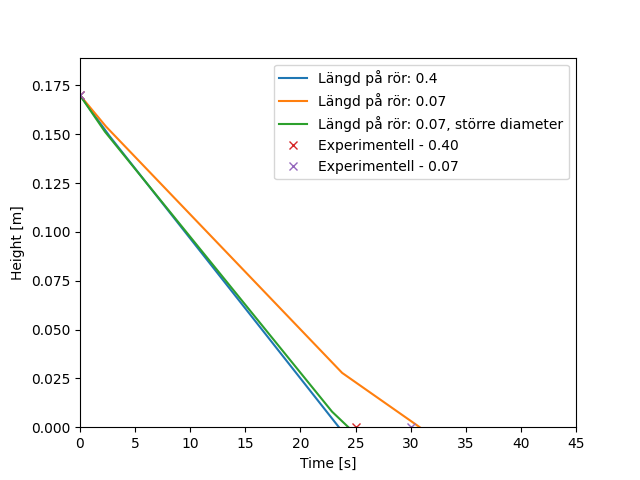 Längd på rör: 0.4
Längd på rör: 0.07
Längd på rör: 0.07, större diameter
Experimentell - 0.40
Experimentell - 0.07
Height [m]
0.175
0.150
0.125
0.100
0.075
0.050
0.025
0.000
0 5 10 15 20 25 30 35 40 45
Time [s]